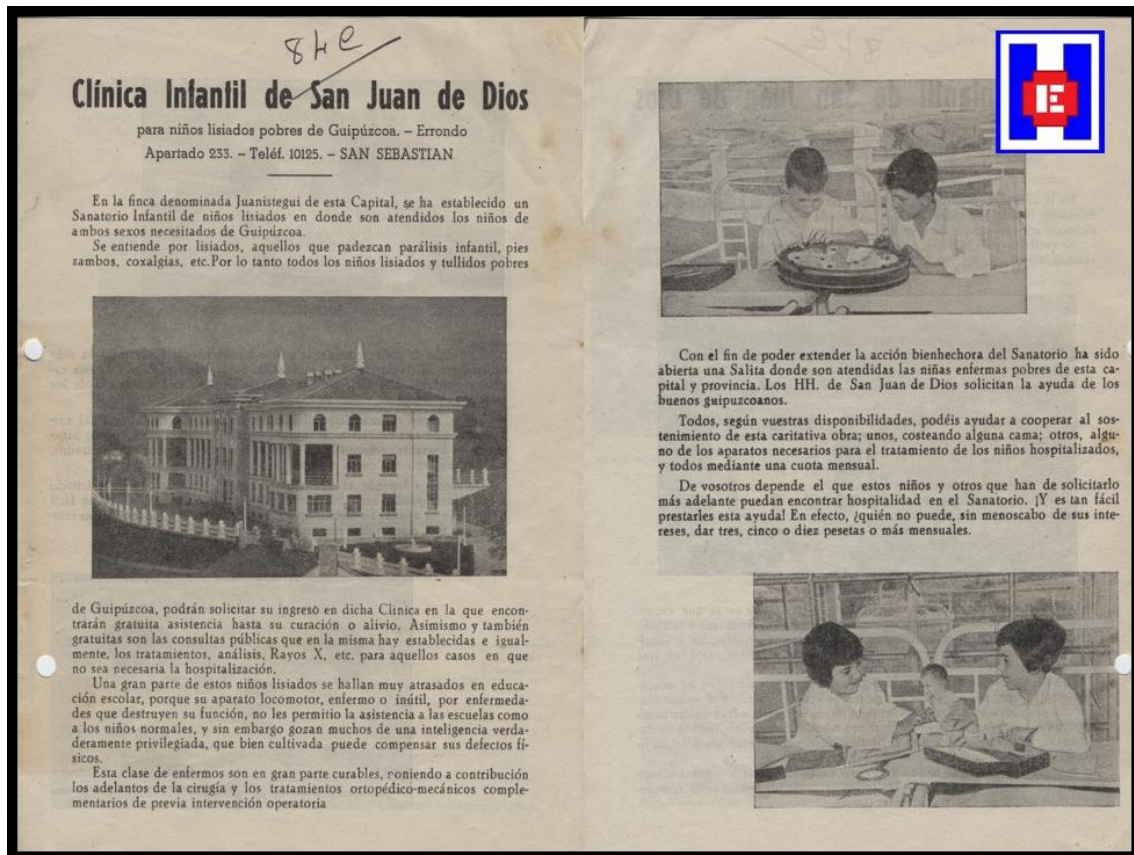 948
Clínica Infantil de San Juan de Dios
para niños lisiados pobres de Guipúzcoa. – Errondo
Apartado 233. – Teléf. 10125. – SAN SEBASTIAN
En la finca denominada Juanistegui de esta Capital, se ha establecido un
Sanatorio Infantil de niños lisiados en donde son atendidos los niños de
ambos sexos necesitados de Guipúzcoa.
Se entiende por lisiados, aquellos que padezcan parálisis infantil, pies
zambos, coxalgias, etc.Por lo tanto todos los niños lisiados y tullidos pobres
de Guipúzcoa, podrán solicitar su ingreso en dicha Clinica en la que encon-
trarán gratuita asistencia hasta su curación o alivio. Asimismo y también
gratuitas son las consultas públicas que en la misma hay establecidas e igual-
mente, los tratamientos, análisis, Rayos X, etc. para aquellos casos en que
no sea necesaria la hospitalización.
Una gran parte de estos niños lisiados se hallan muy atrasados en educa-
ción escolar, porque su aparato locomotor, enfermo o inútil, por enfermeda-
des que destruyen su función, no les permitio la asistencia a las escuelas como
a los niños normales, y sin embargo gozan muchos de una inteligencia verda-
deramente privilegiada, que bien cultivada puede compensar sus defectos fí-
sicos.
Esta clase de enfermos son en gran parte curables, poniendo a contribución
los adelantos de la cirugía y los tratamientos ortopédico-mecánicos comple-
mentarios de previa intervención operatoria
H
E
Con el fin de poder extender la acción bienhechora del Sanatorio ha sido
abierta una Salita donde son atendidas las niñas enfermas pobres de esta ca-
pital y provincia. Los HH. de San Juan de Dios solicitan la ayuda de los
buenos guipuzcoanos.
Todos, según vuestras disponibilidades, podéis ayudar a cooperar al sos-
tenimiento de esta caritativa obra; unos, costeando alguna cama; otros, algu-
no de los aparatos necesarios para el tratamiento de los niños hospitalizados,
y todos mediante una cuota mensual.
De vosotros depende el que estos niños y otros que han de solicitarlo
más adelante puedan encontrar hospitalidad en el Sanatorio. ¡Y es tan fácil
prestarles esta ayuda! En efecto, ¿quién no puede, sin menoscabo de sus inte-
reses, dar tres, cinco o diez pesetas o más mensuales.